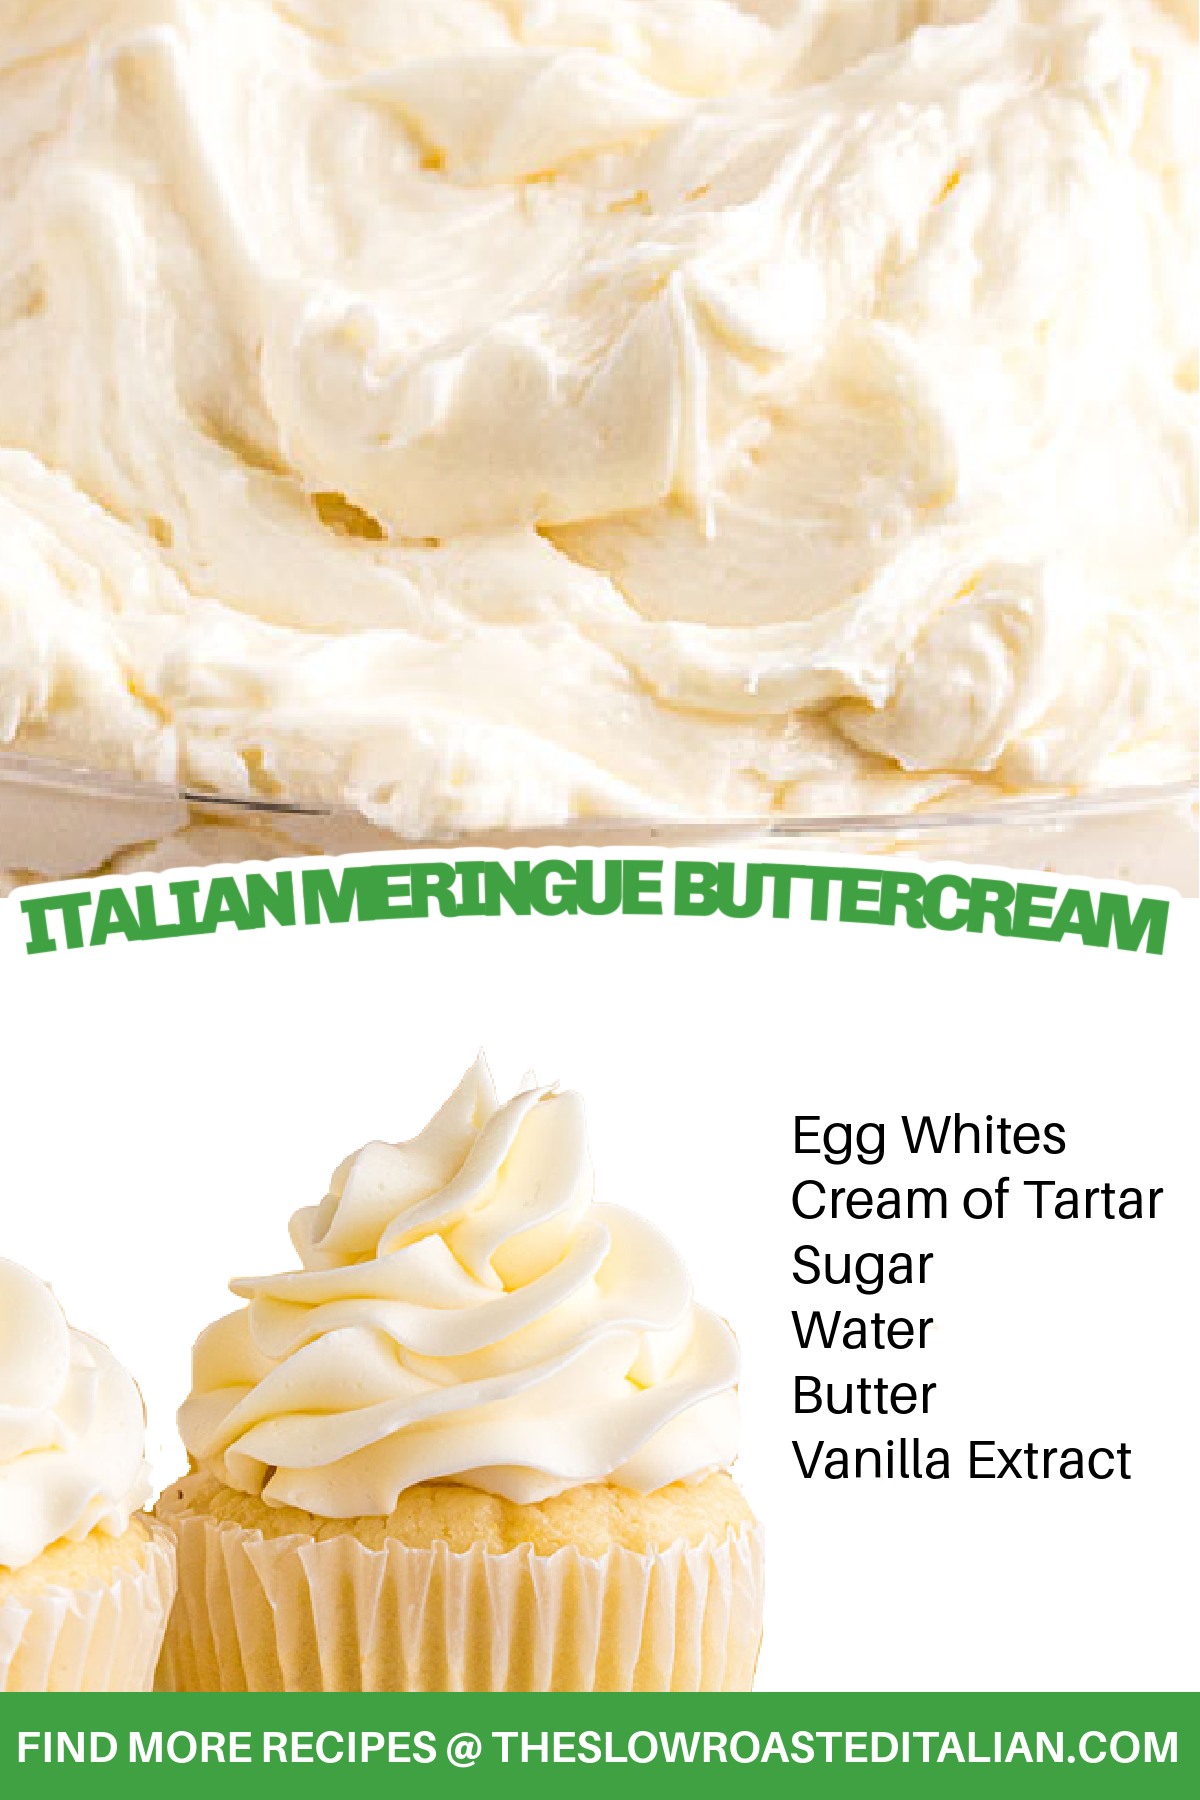 ITALIAN MERINGUE BUTTERCREAM
Egg Whites
Cream of Tartar
Sugar
Water
Butter
Vanilla Extract
FIND MORE RECIPES @ THESLOWROASTEDITALIAN.COM